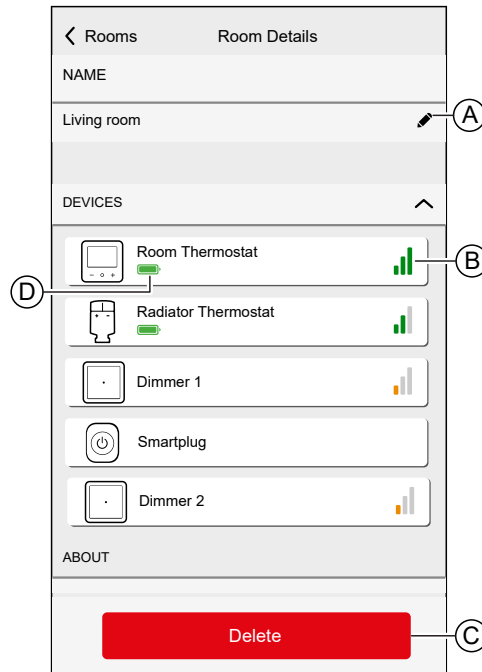 Rooms Room Details
NAME
Living room
A
DEVICES
Room Thermostat
B
D
Radiator Thermostat
Dimmer 1
Smartplug
Dimmer 2
ABOUT
Delete
C